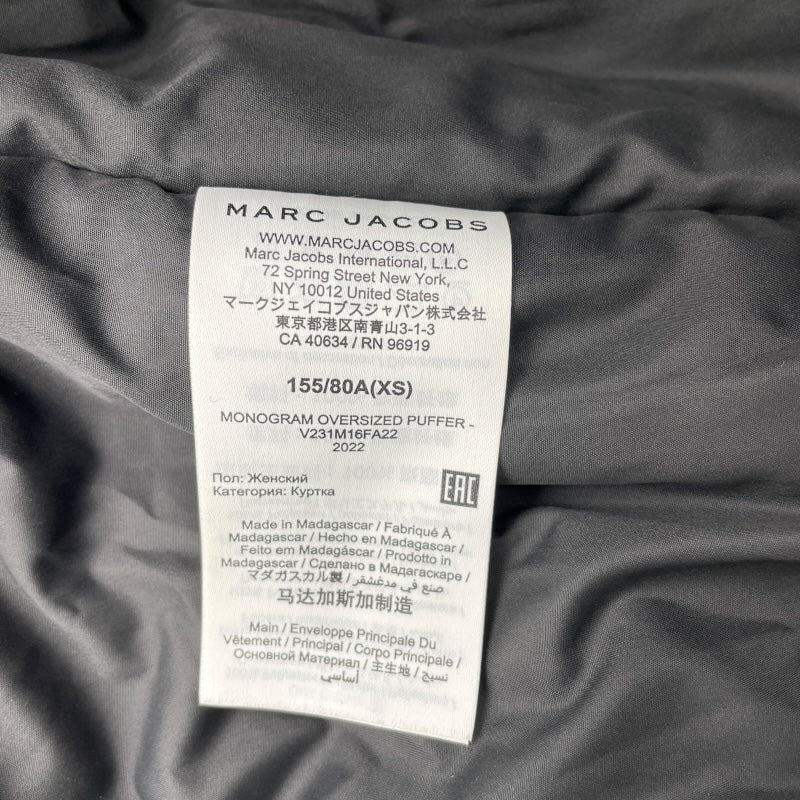 MARC JACOBS
WWW.MARCJACOBS.COM
Marc Jacobs International, L.L.C
72 Spring Street New York,
NY 10012 United States
マークジェイコブスジャパン株式会社
東京都港区南青山3-1-3
CA 40634 / RN 96919
155/80A(XS)
MONOGRAM OVERSIZED PUFFER -
V231M16FA22
2022
Пол: Женский
Категория: Куртка
EAC
Made in Madagascar / Fabriqué À
Madagascar / Hecho en Madagascar /
Feito em Madagáscar / Prodotto in
Madagascar / Сделано в Мадагаскаре /
マダガスカル製 / صنع في مدغشقر /
马达加斯加制造
Main / Enveloppe Principale Du
Vêtement / Principal / Corpo Principale /
Основной Материал / 主生地 / نسيج
أساسي